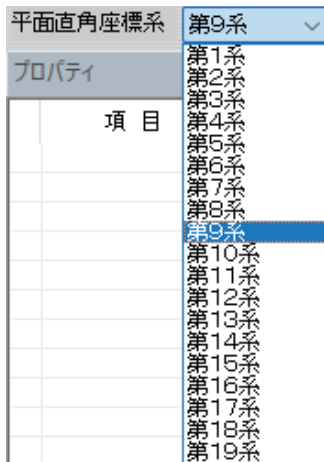 平面直角座標系 第9系
プロパティ
項 目
第1系
第2系
第3系
第4系
第5系
第6系
第7系
第8系
第9系
第10系
第11系
第12系
第13系
第14系
第15系
第16系
第17系
第18系
第19系